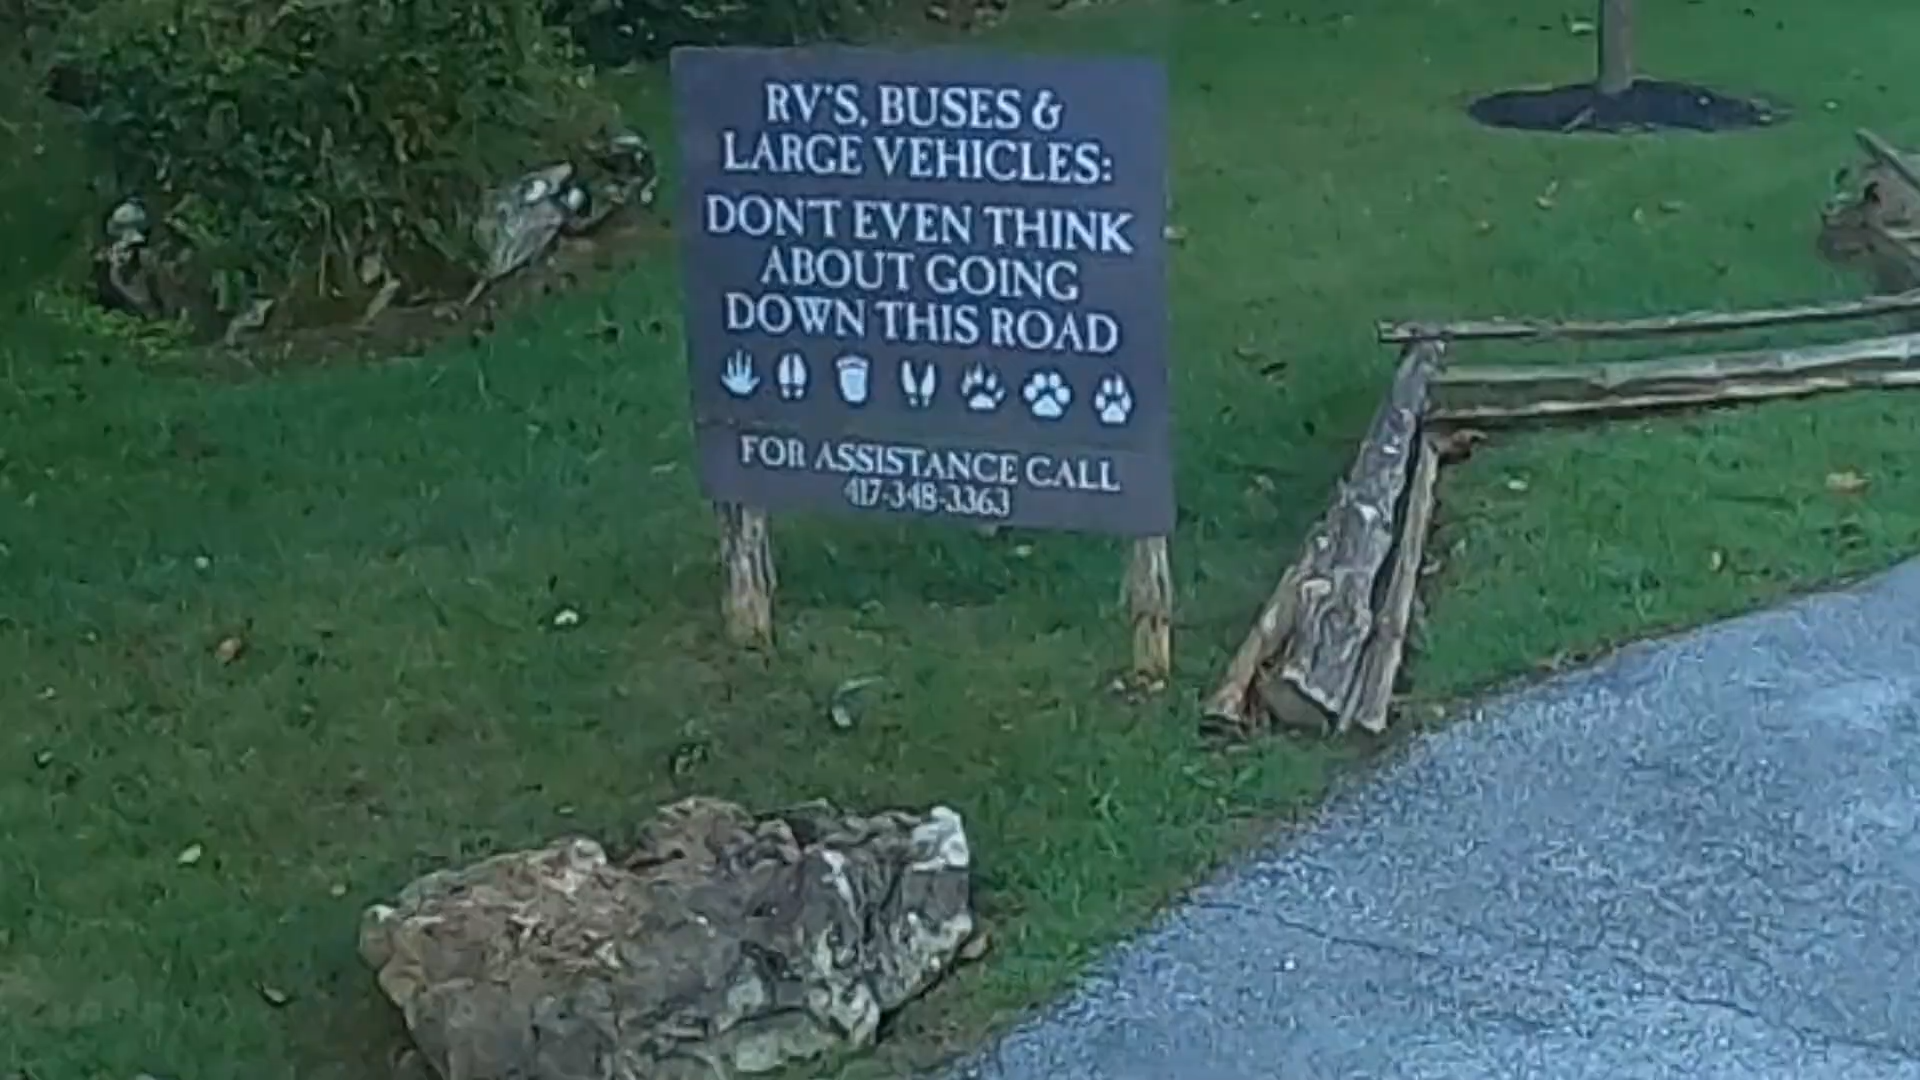 RV'S, BUSES &
LARGE VEHICLES:
DON'T EVEN THINK
ABOUT GOING
DOWN THIS ROAD
FOR ASSISTANCE CALL
417-348-3363